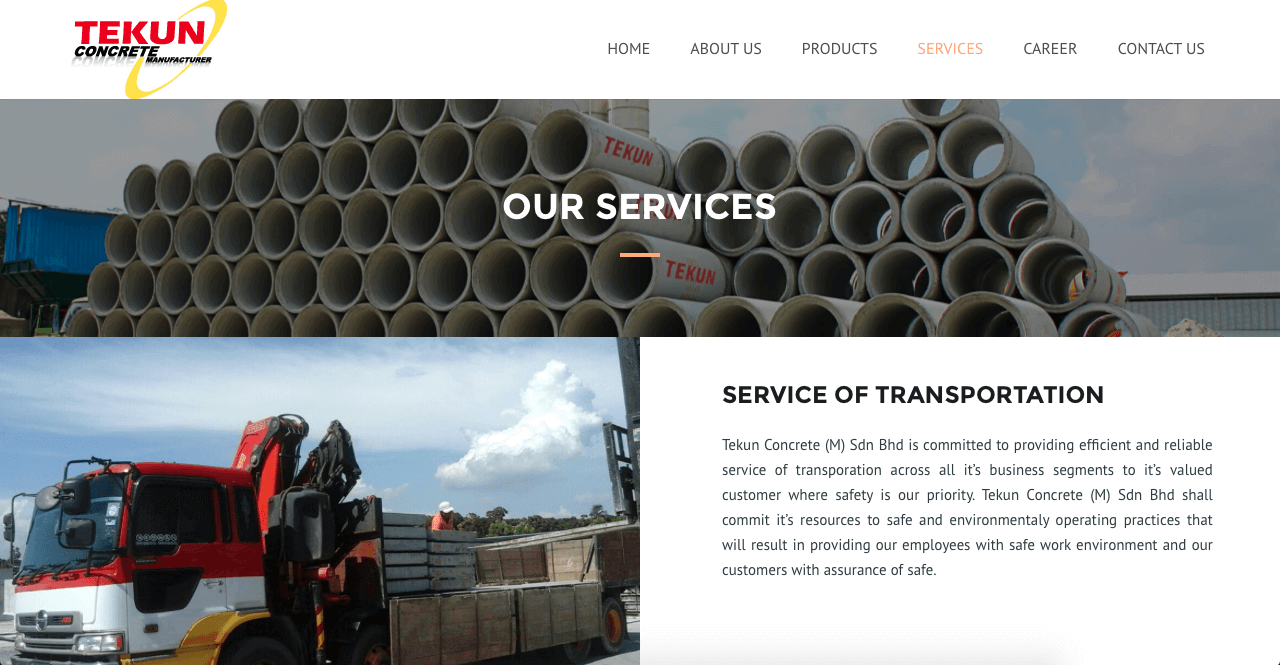 TEKUN
CONCRETE
MANUFACTURER
HOME ABOUT US PRODUCTS SERVICES CAREER CONTACT US
TEKUN
OUR SERVICES
TEKUN
SERVICE OF TRANSPORTATION
Tekun Concrete (M) Sdn Bhd is committed to providing efficient and reliable
service of transporation across all it’s business segments to it’s valued
customer where safety is our priority. Tekun Concrete (M) Sdn Bhd shall
commit it’s resources to safe and environmentaly operating practices that
will result in providing our employees with safe work environment and our
customers with assurance of safe.